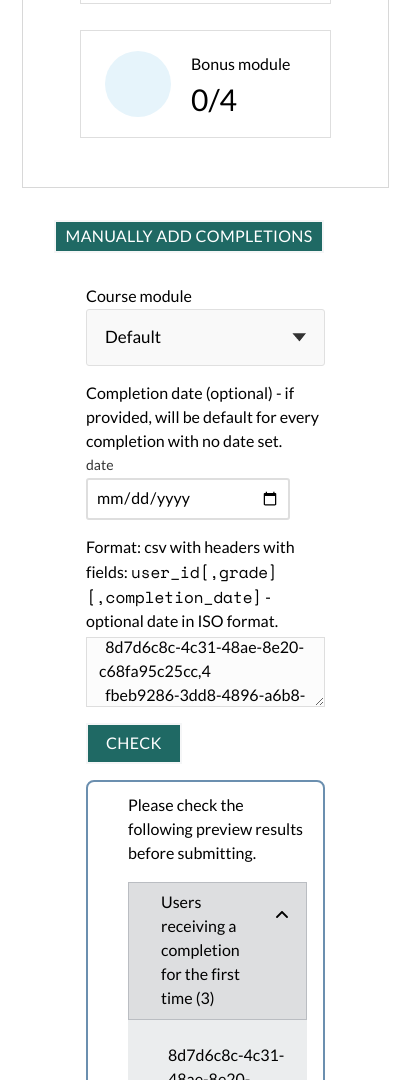 Bonus module
0/4
MANUALLY ADD COMPLETIONS
Course module
Default
Completion date (optional) - if
provided, will be default for every
completion with no date set.
date
mm/dd/yyyy
Format: csv with headers with
fields: user_id[,grade]
[,completion_date] -
optional date in ISO format.
8d7d6c8c-4c31-48ae-8e20-
c68fa95c25cc,4
fbeb9286-3dd8-4896-a6b8-
CHECK
Please check the
following preview results
before submitting.
Users
receiving a
completion
for the first
time (3)
8d7d6c8c-4c31-
48ae-8e20-